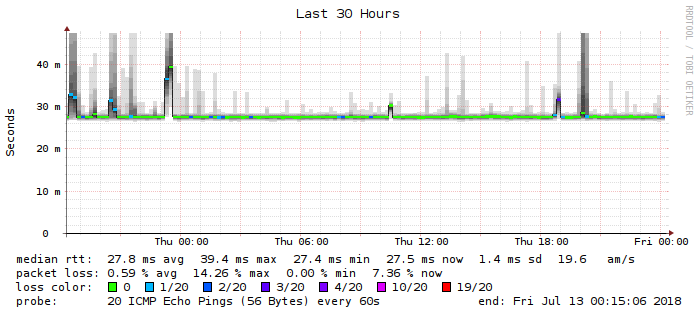 Last 30 Hours
RRDTOOL / TOBI OETIKER
Seconds
40 m
30 m
20 m
10 m
0
Thu 00:00 Thu 06:00 Thu 12:00 Thu 18:00 Fri 00:00
median rtt: 27.8 ms avg 39.4 ms max 27.4 ms min 27.5 ms now 1.4 ms sd 19.6 am/s
packet loss: 0.59 % avg 14.26 % max 0.00 % min 7.36 % now
loss color: 0 1/20 2/20 3/20 4/20 10/20 19/20
probe: 20 ICMP Echo Pings (56 Bytes) every 60s end: Fri Jul 13 00:15:06 2018